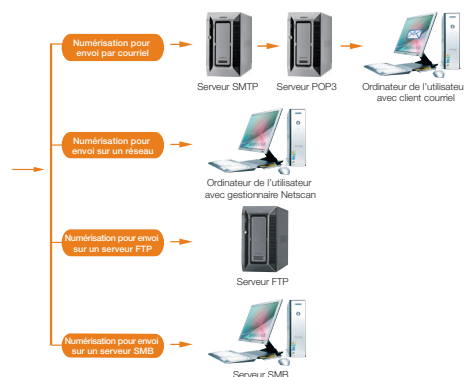 Numérisation pour
envoi par courriel
Serveur SMTP
Serveur POP3
Ordinateur de l'utilisateu
avec client courriel
Numérisation pour
envoi sur un réseau
Ordinateur de l'utilisateur
avec gestionnaire Netscan
Numérisation pour envoi
sur un serveur FTP
Serveur FTP
Numérisation pour envoi
sur un serveur SMB
Serveur SMB